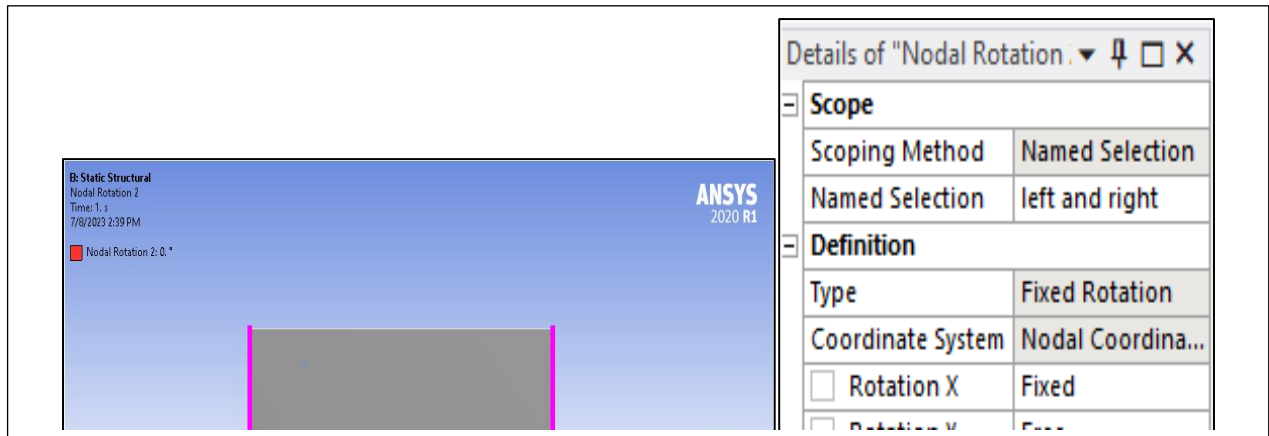 Details of "Nodal Rotation
Scope
Scoping Method Named Selection
Named Selection left and right
Definition
Type Fixed Rotation
Coordinate System Nodal Coordina...
Rotation X Fixed
B: Static Structural
Nodal Rotation 2
Time: 1. s
7/8/2023 2:39 PM
Nodal Rotation 2: 0. °
ANSYS
2020 R1